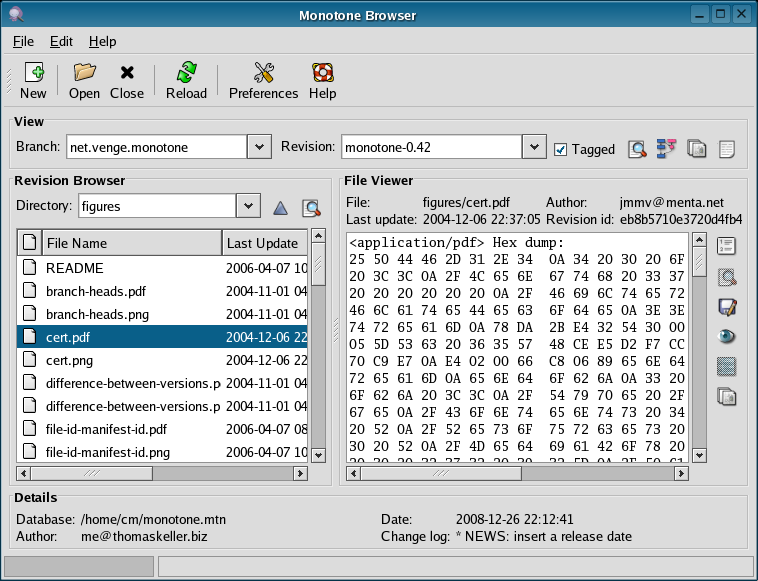 Monotone Browser
File Edit Help
New Open Close Reload Preferences Help
View
Branch: net.venge.monotone Revision: monotone-0.42 Tagged
Revision Browser
Directory: figures
File Name Last Update
README 2006-04-07 10
branch-heads.pdf 2004-11-01 04
branch-heads.png 2004-11-01 04
cert.pdf 2004-12-06 22
cert.png 2004-12-06 22
difference-between-versions.p 2004-11-01 04
difference-between-versions.p 2004-11-01 04
file-id-manifest-id.pdf 2006-04-07 08
file-id-manifest-id.png 2006-04-07 10
File Viewer
File: figures/cert.pdf Author: jmmv@menta.net
Last update: 2004-12-06 22:37:05 Revision id: eb8b5710e3720d4fb4
<application/pdf> Hex dump:
25 50 44 46 2D 31 2E 34 0A 34 20 30 20 6F
20 3C 3C 0A 2F 4C 65 6E 67 74 68 20 33 37
20 20 20 20 20 20 0A 2F 46 69 6C 74 65 72
46 6C 61 74 65 44 65 63 6F 64 65 0A 3E 3E
74 72 65 61 6D 0A 78 DA 2B E4 32 54 30 00
05 5D 53 63 20 36 35 57 48 CE E5 D2 F7 CC
70 C9 E7 0A E4 02 00 66 C8 06 89 65 6E 64
72 65 61 6D 0A 65 6E 64 6F 62 6A 0A 33 20
6F 62 6A 20 3C 3C 0A 2F 54 79 70 65 20 2F
67 65 0A 2F 43 6F 6E 74 65 6E 74 73 20 34
20 52 0A 2F 52 65 73 6F 75 72 63 65 73 20
30 20 52 0A 2F 4D 65 64 69 61 42 6F 78 20
Details
Database: /home/cm/monotone.mtn Date: 2008-12-26 22:12:41
Author: me@thomaskeller.biz Change log: * NEWS: insert a release date